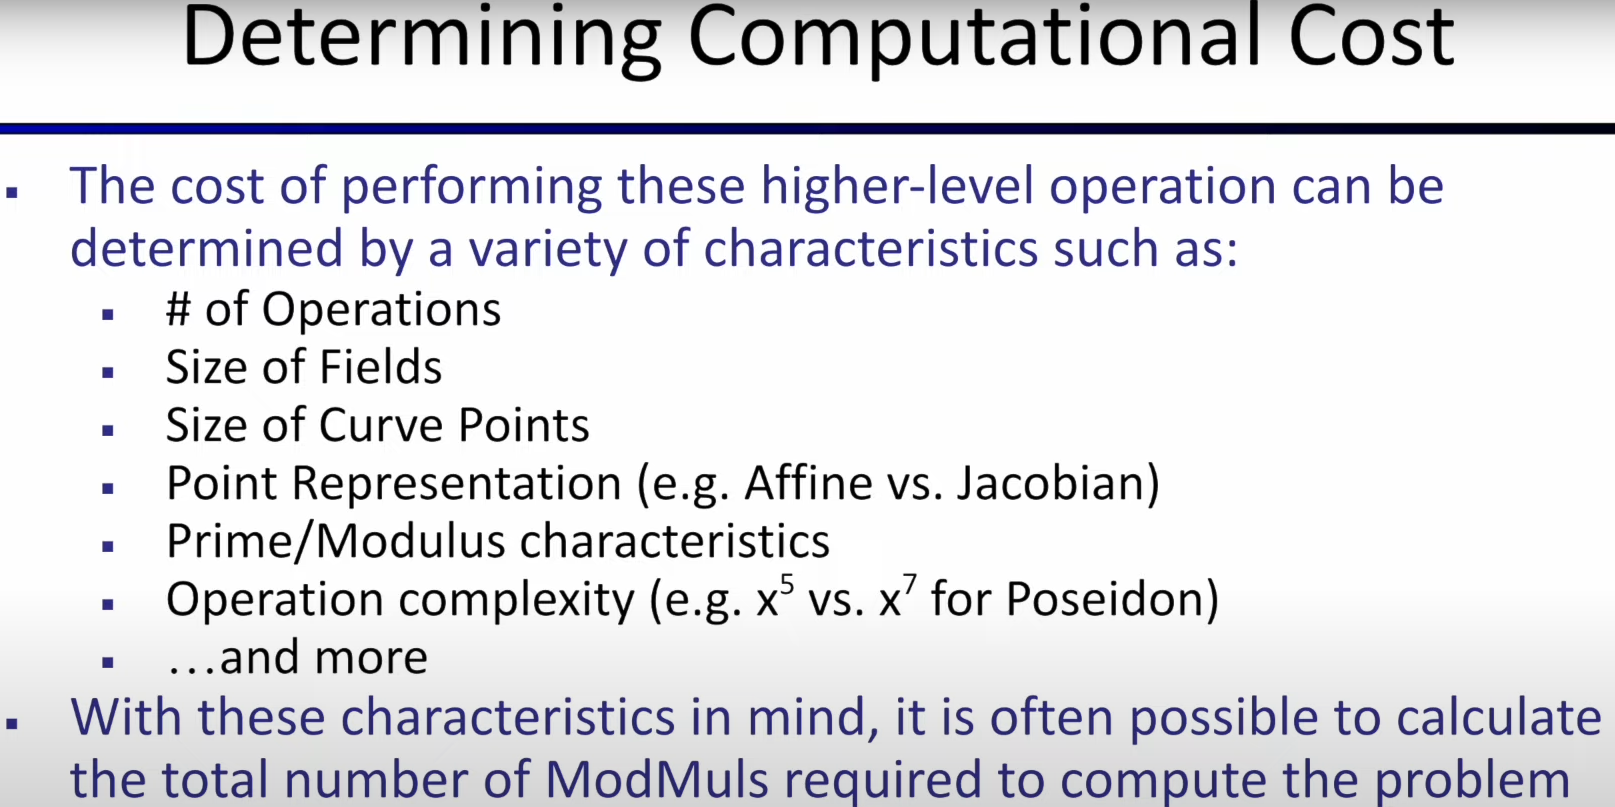 Determining Computational Cost
▪ The cost of performing these higher-level operation can be
determined by a variety of characteristics such as:
▪ # of Operations
▪ Size of Fields
▪ Size of Curve Points
▪ Point Representation (e.g. Affine vs. Jacobian)
▪ Prime/Modulus characteristics
▪ Operation complexity (e.g. x⁵ vs. x⁷ for Poseidon)
▪ …and more
▪ With these characteristics in mind, it is often possible to calculate
the total number of ModMuls required to compute the problem